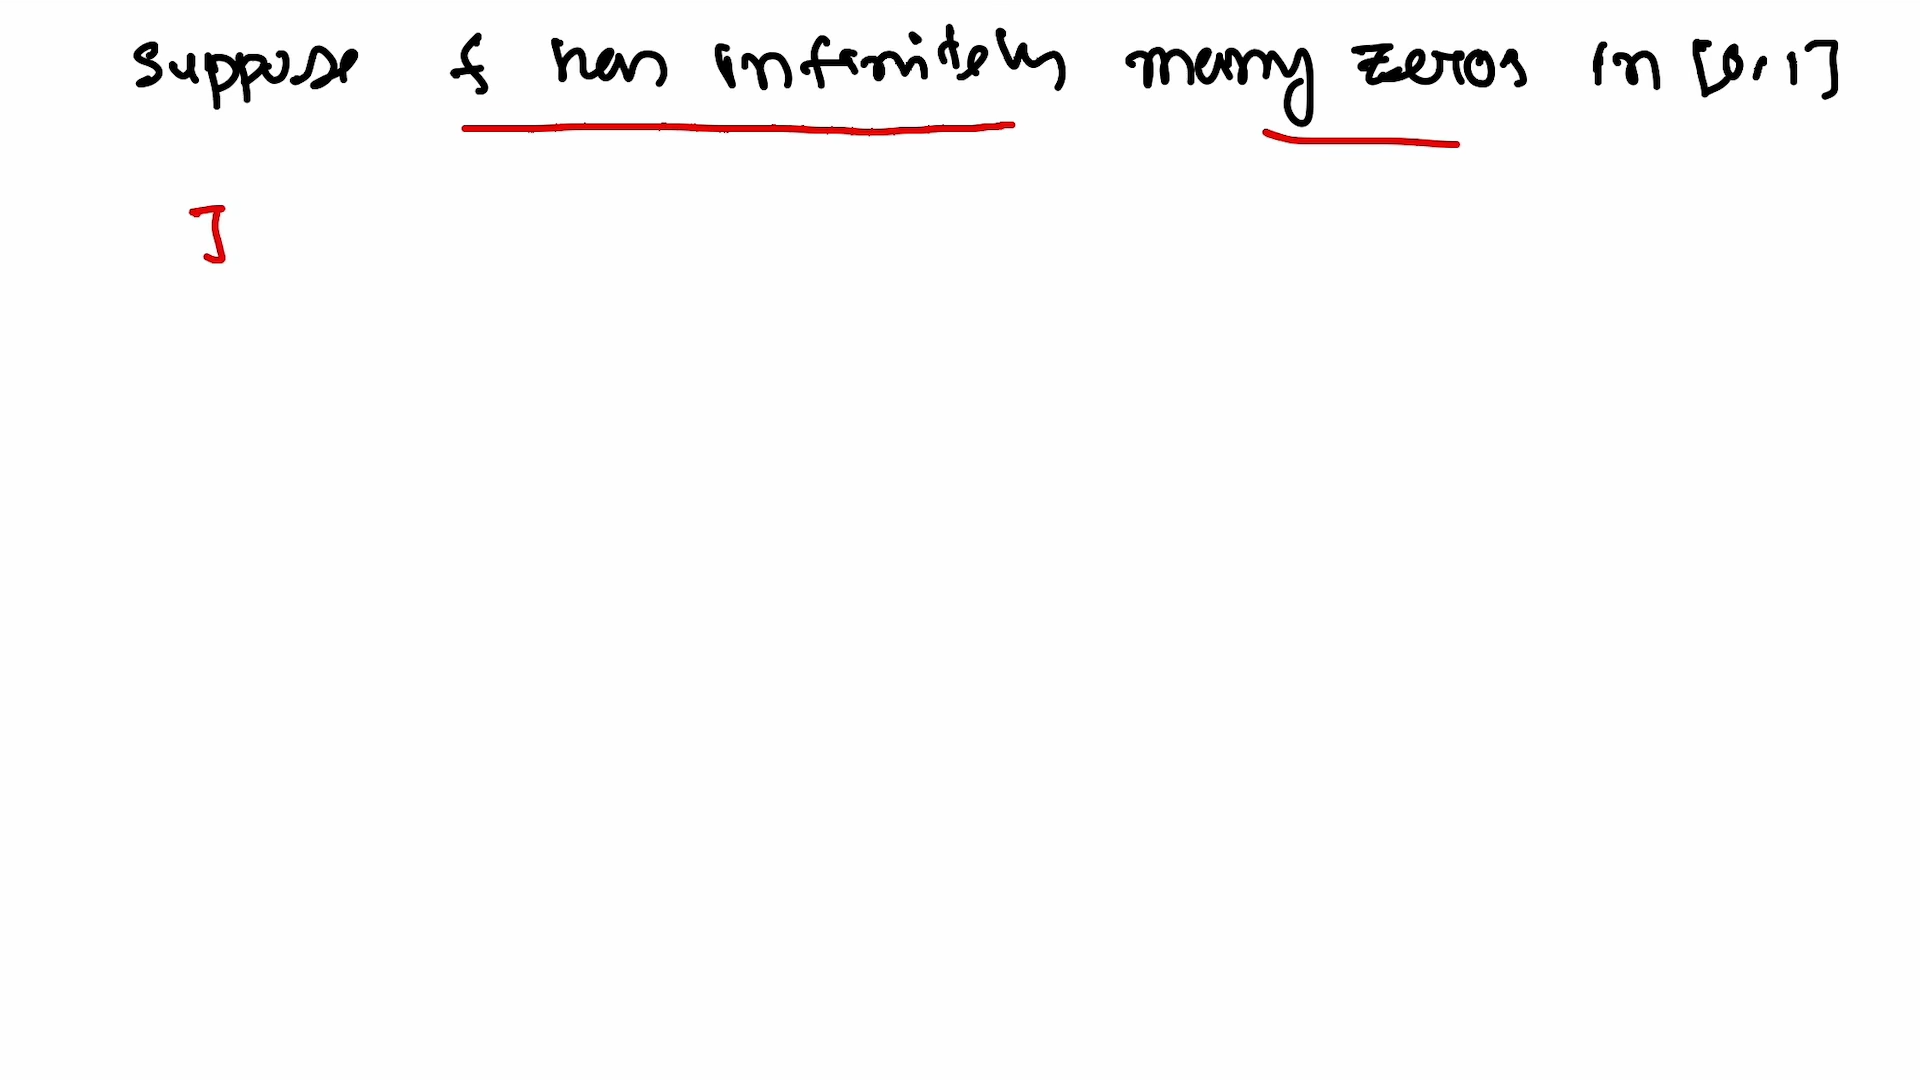 suppose f has infinitely many zeros in [0,1]